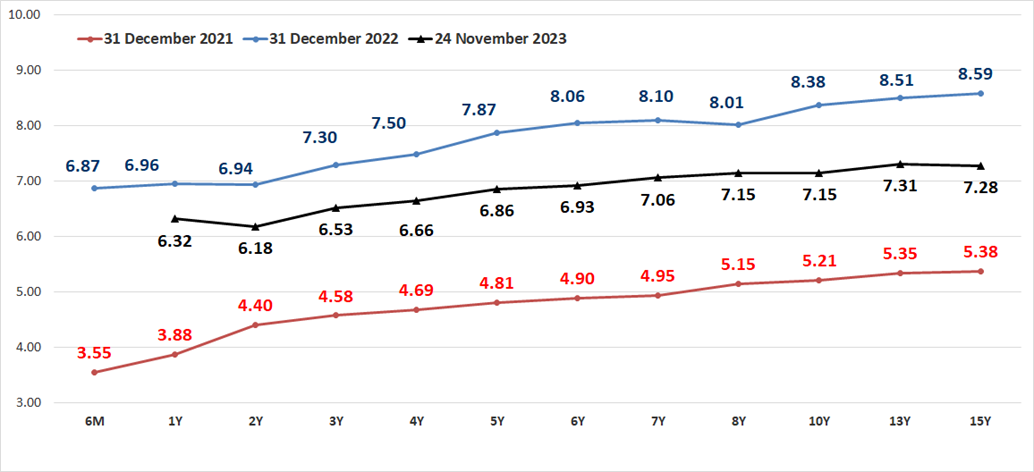 10.00
31 December 2021 31 December 2022 24 November 2023
9.00
8.00
7.00
6.00
5.00
4.00
3.00
6.87 6.96 6.94 7.30 7.50 7.87 8.06 8.10 8.01 8.38 8.51 8.59
6.32 6.18 6.53 6.66 6.86 6.93 7.06 7.15 7.15 7.31 7.28
3.55 3.88 4.40 4.58 4.69 4.81 4.90 4.95 5.15 5.21 5.35 5.38
6M 1Y 2Y 3Y 4Y 5Y 6Y 7Y 8Y 10Y 13Y 15Y